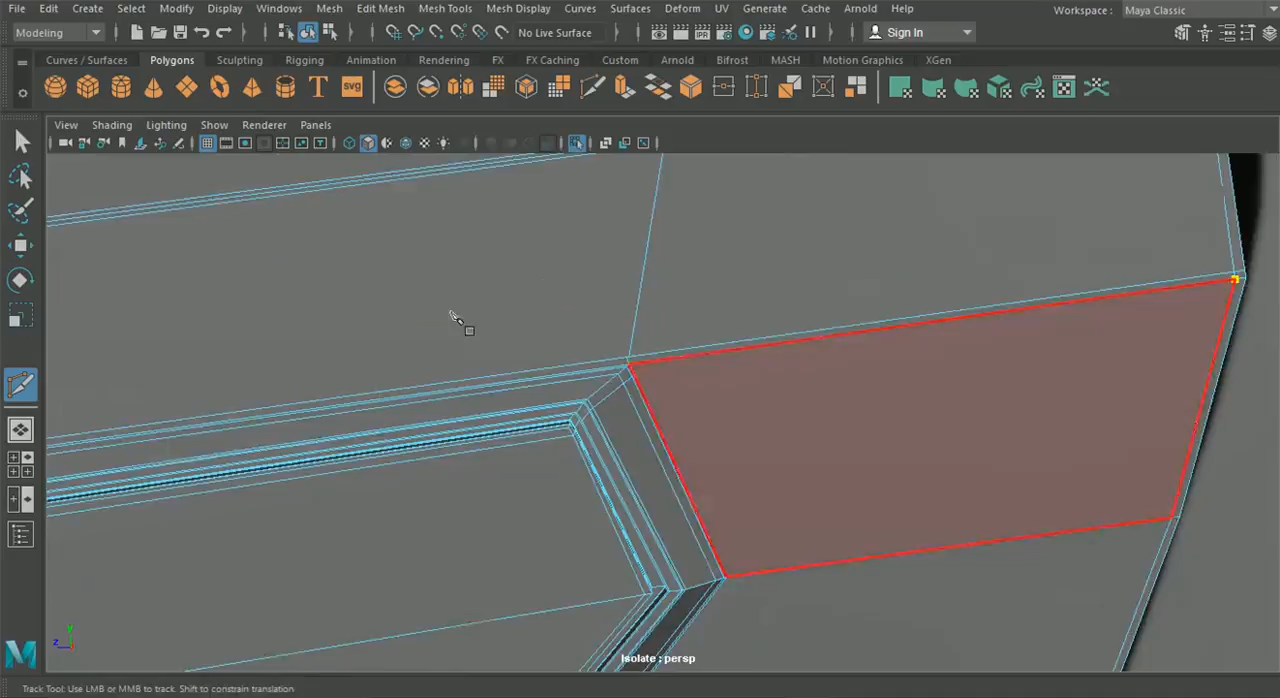 File Edit Create Select Modify Display Windows Mesh Edit Mesh Mesh Tools Mesh Display Curves Surfaces Deform UV Generate Cache Arnold Help Workspace : Maya Classic
Modeling No Live Surface Sign In
Curves / Surfaces Polygons Sculpting Rigging Animation Rendering FX FX Caching Custom Arnold Bifrost MASH Motion Graphics XGen
T SVG
View Shading Lighting Show Renderer Panels
Isolate : persp
y
z
M
Track Tool: Use LMB or MMB to track. Shift to constrain translation